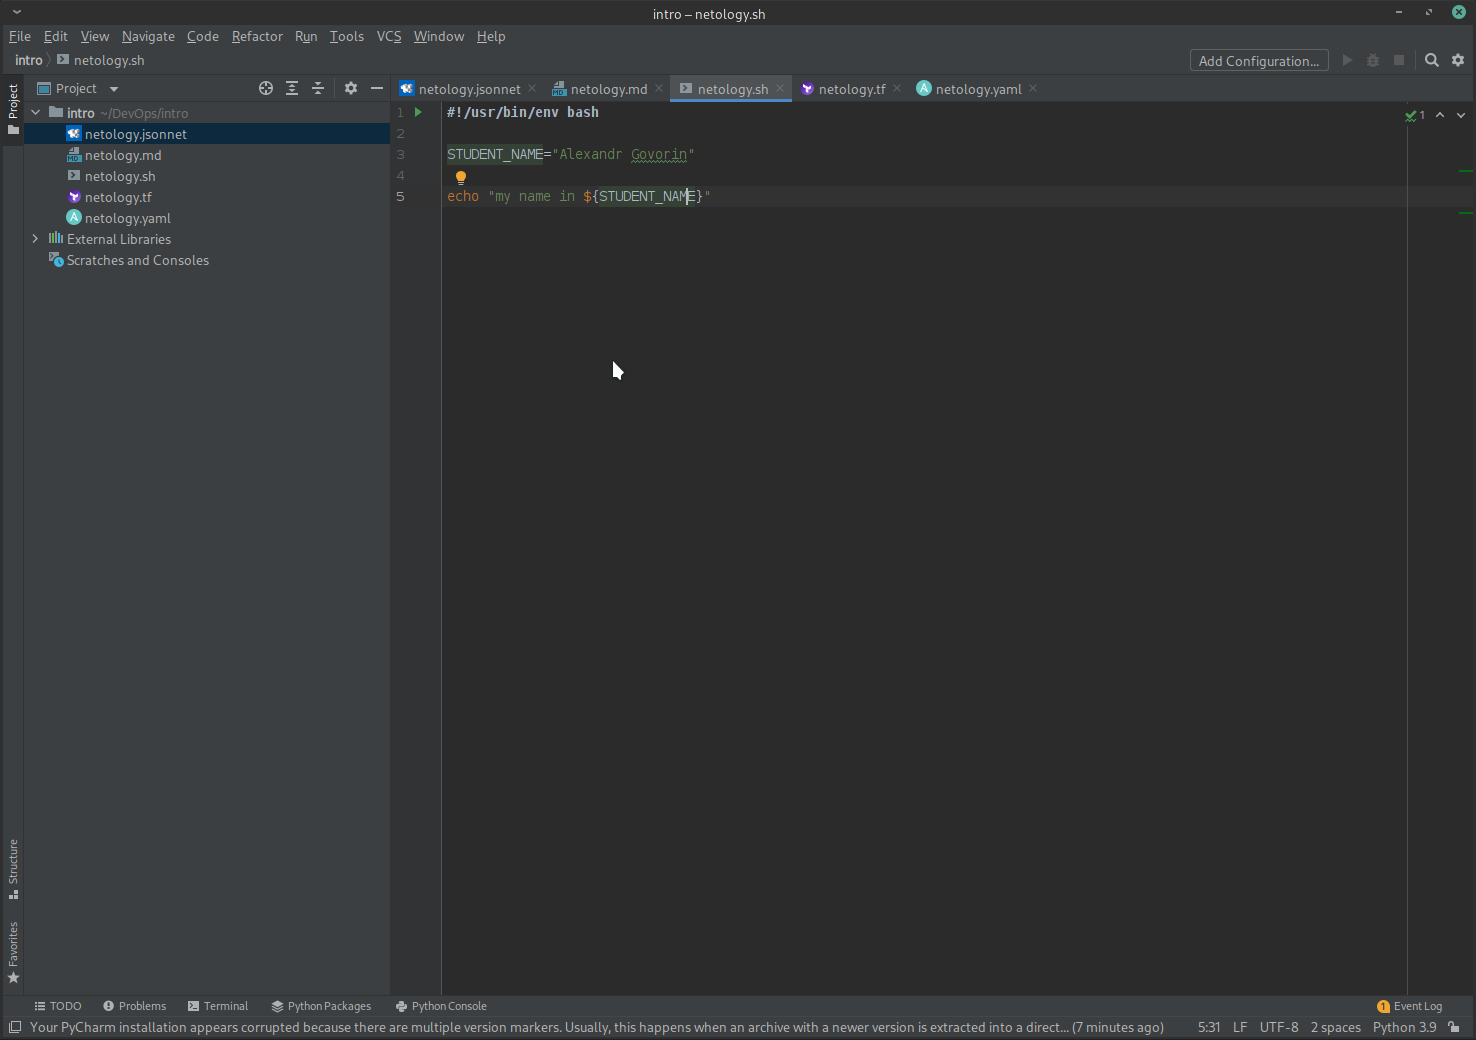 intro – netology.sh
File Edit View Navigate Code Refactor Run Tools VCS Window Help
intro netology.sh
Add Configuration...
Project
Project
netology.jsonnet
netology.md
netology.sh
netology.tf
netology.yaml
intro ~/DevOps/intro
netology.jsonnet
netology.md
netology.sh
netology.tf
netology.yaml
External Libraries
Scratches and Consoles
1 #!/usr/bin/env bash
2
3 STUDENT_NAME="Alexandr Govorin"
4
5 echo "my name in ${STUDENT_NAME}"
1
Structure
Favorites
TODO Problems Terminal Python Packages Python Console
1 Event Log
Your PyCharm installation appears corrupted because there are multiple version markers. Usually, this happens when an archive with a newer version is extracted into a direct... (7 minutes ago)
5:31 LF UTF-8 2 spaces Python 3.9